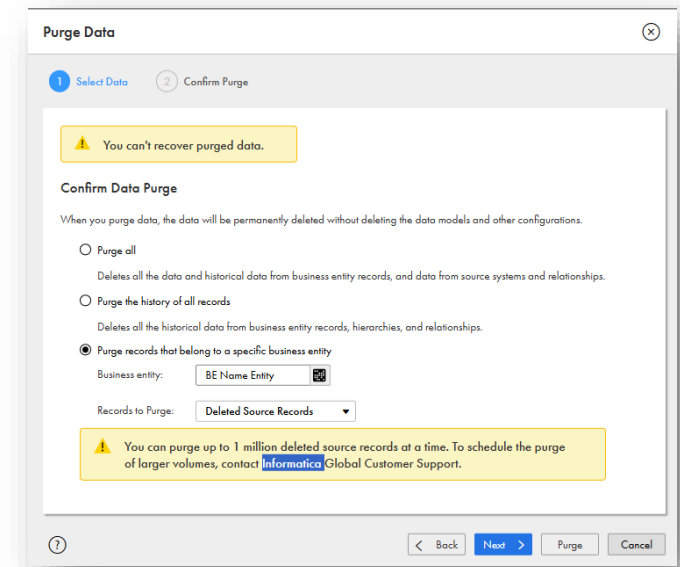 Purge Data
1 Select Data 2 Confirm Purge
You can't recover purged data.
Confirm Data Purge
When you purge data, the data will be permanently deleted without deleting the data models and other configurations.
Purge all
Deletes all the data and historical data from business entity records, and data from source systems and relationships.
Purge the history of all records
Deletes all the historical data from business entity records, hierarchies, and relationships.
Purge records that belong to a specific business entity
Business entity: BE Name Entity
Records to Purge: Deleted Source Records
You can purge up to 1 million deleted source records at a time. To schedule the purge
of larger volumes, contact Informatica Global Customer Support.
? < Back Next > Purge Cancel